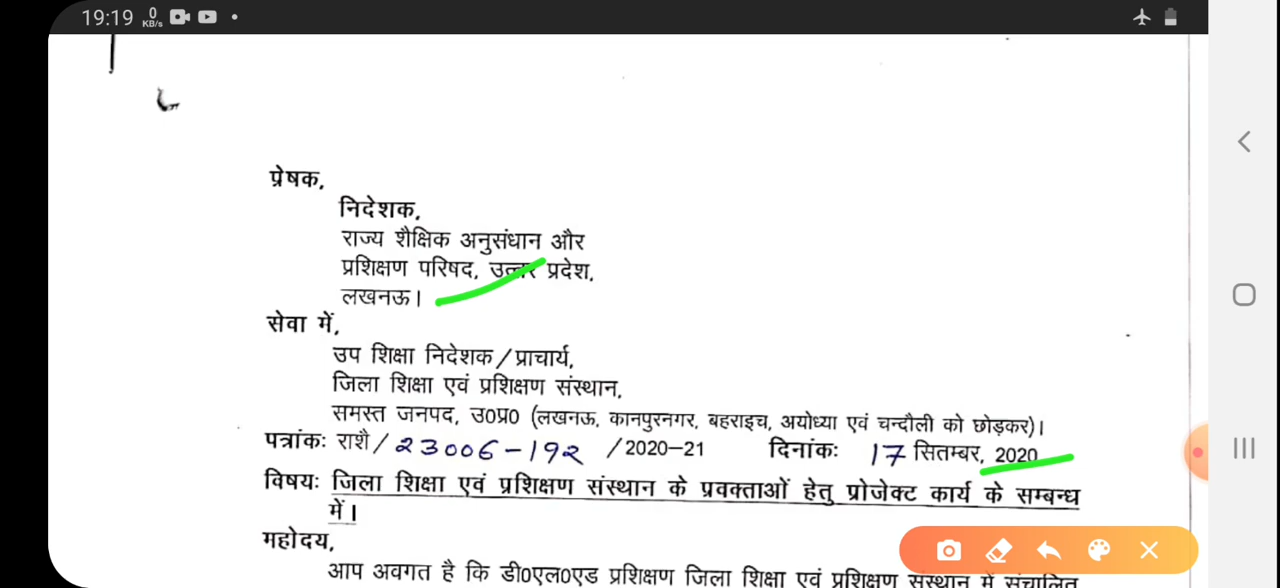 19:19 0 KB/s
प्रेषक,
निदेशक,
राज्य शैक्षिक अनुसंधान और
प्रशिक्षण परिषद, उत्तर प्रदेश,
लखनऊ।
सेवा में,
उप शिक्षा निदेशक/प्राचार्य,
जिला शिक्षा एवं प्रशिक्षण संस्थान,
समस्त जनपद, उ0प्र0 (लखनऊ, कानपुरनगर, बहराइच, अयोध्या एवं चन्दौली को छोड़कर)।
पत्रांकः राशै/23006-192 /2020-21 दिनांकः 17 सितम्बर, 2020
विषयः जिला शिक्षा एवं प्रशिक्षण संस्थान के प्रवक्ताओं हेतु प्रोजेक्ट कार्य के सम्बन्ध
में।
महोदय,
आप अवगत है कि डी0एल0एड प्रशिक्षण जिला शिक्षा एवं प्रशिक्षण संस्थान में संचालित